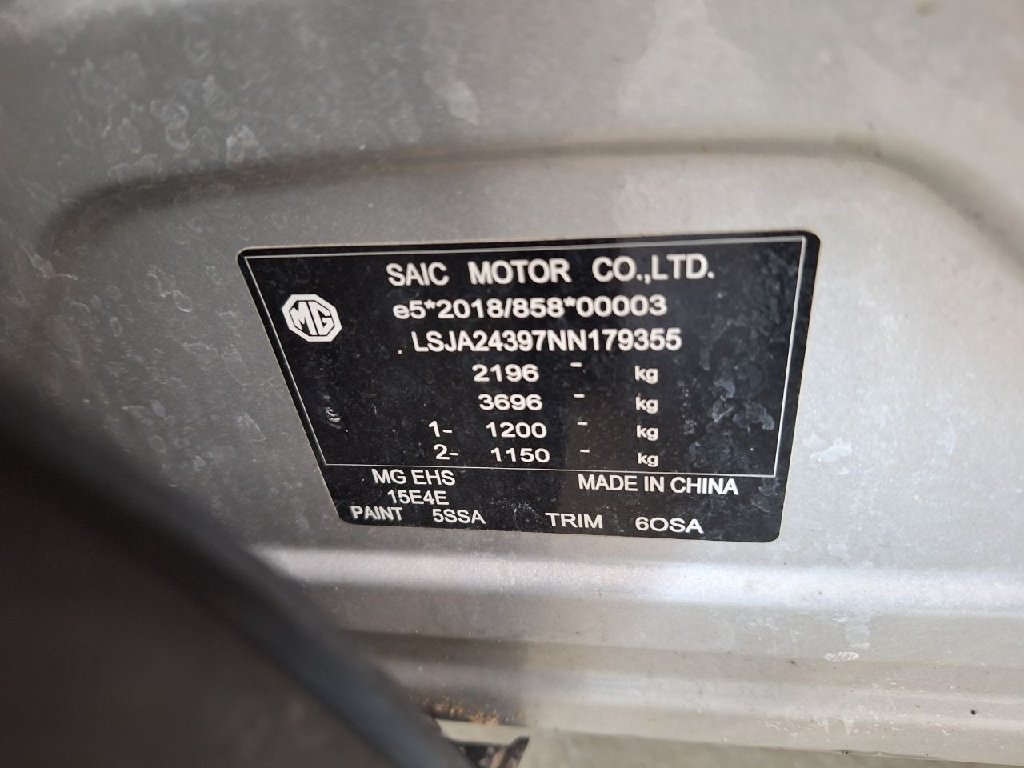 SAIC MOTOR CO.,LTD.
MG
e5*2018/858*00003
LSJA24397NN179355
2196 - kg
3696 - kg
1- 1200 - kg
2- 1150 - kg
MG EHS MADE IN CHINA
15E4E
PAINT 5SSA TRIM 6OSA